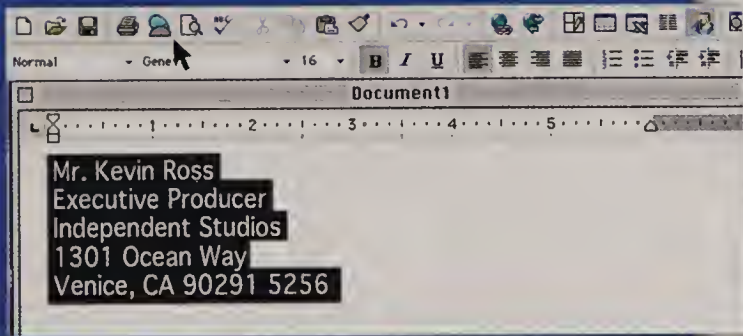 ABC
Normal
Gene
16
B I U
Document1
1 2 3 4 5
Mr. Kevin Ross
Executive Producer
Independent Studios
1301 Ocean Way
Venice, CA 90291 5256